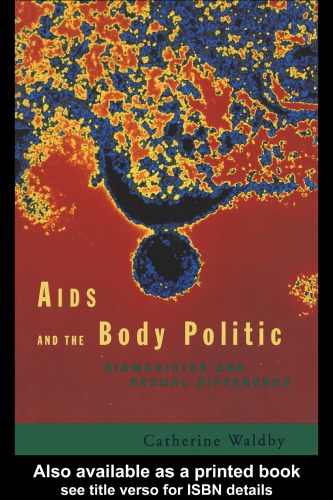 AIDS
AND THE BODY POLITIC
BIOMEDICINE AND
SEXUAL DIFFERENCE
Catherine Waldby
Also available as a printed book
see title verso for ISBN details